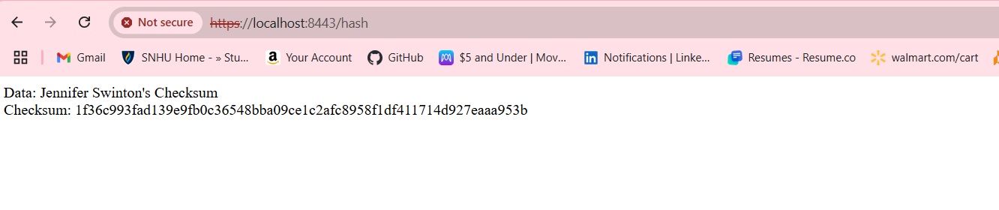 Not secure https://localhost:8443/hash
Gmail SNHU Home - » Stu... Your Account GitHub $5 and Under | Mov... Notifications | Linke... Resumes - Resume.co walmart.com/cart
Data: Jennifer Swinton's Checksum
Checksum: 1f36c993fad139e9fb0c36548bba09ce1c2afc8958f1df411714d927eaaa953b